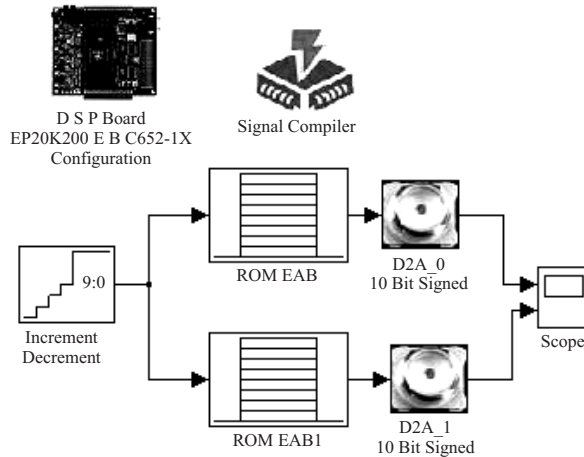 D S P Board
EP20K200 E B C652-1X
Configuration
Signal Compiler
ROM EAB
D2A_0
10 Bit Signed
9:0
Increment
Decrement
Scope
ROM EAB1
D2A_1
10 Bit Signed